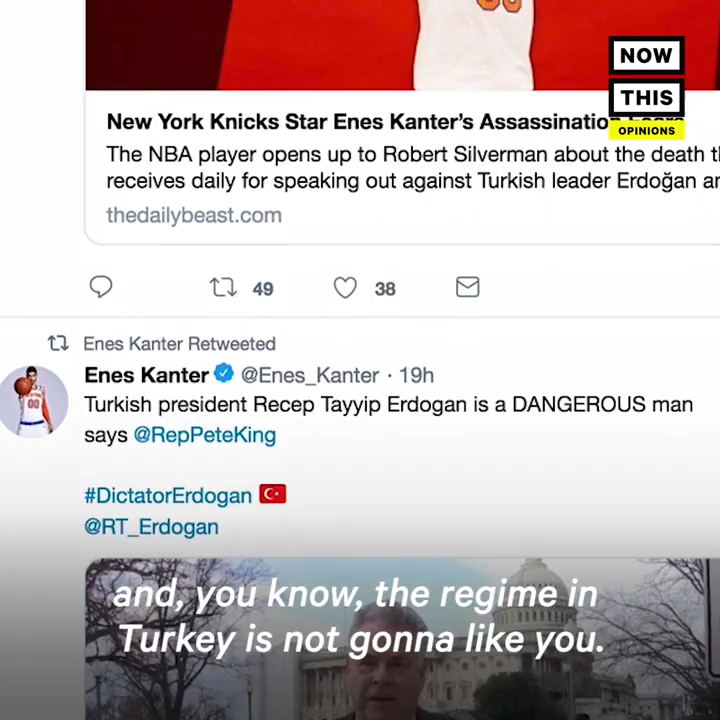 NOW
THIS
OPINIONS
New York Knicks Star Enes Kanter's
The NBA player opens up to Robert Silverman about the death
receives daily for speaking out against Turkish leader Erdoğan
thedailybeast.com
49 38
Enes Kanter Retweeted
Enes Kanter @Enes_Kanter · 19h
Turkish president Recep Tayyip Erdogan is a DANGEROUS man
says @RepPeteKing
#DictatorErdogan
@RT_Erdogan
and, you know, the regime in
Turkey is not gonna like you.